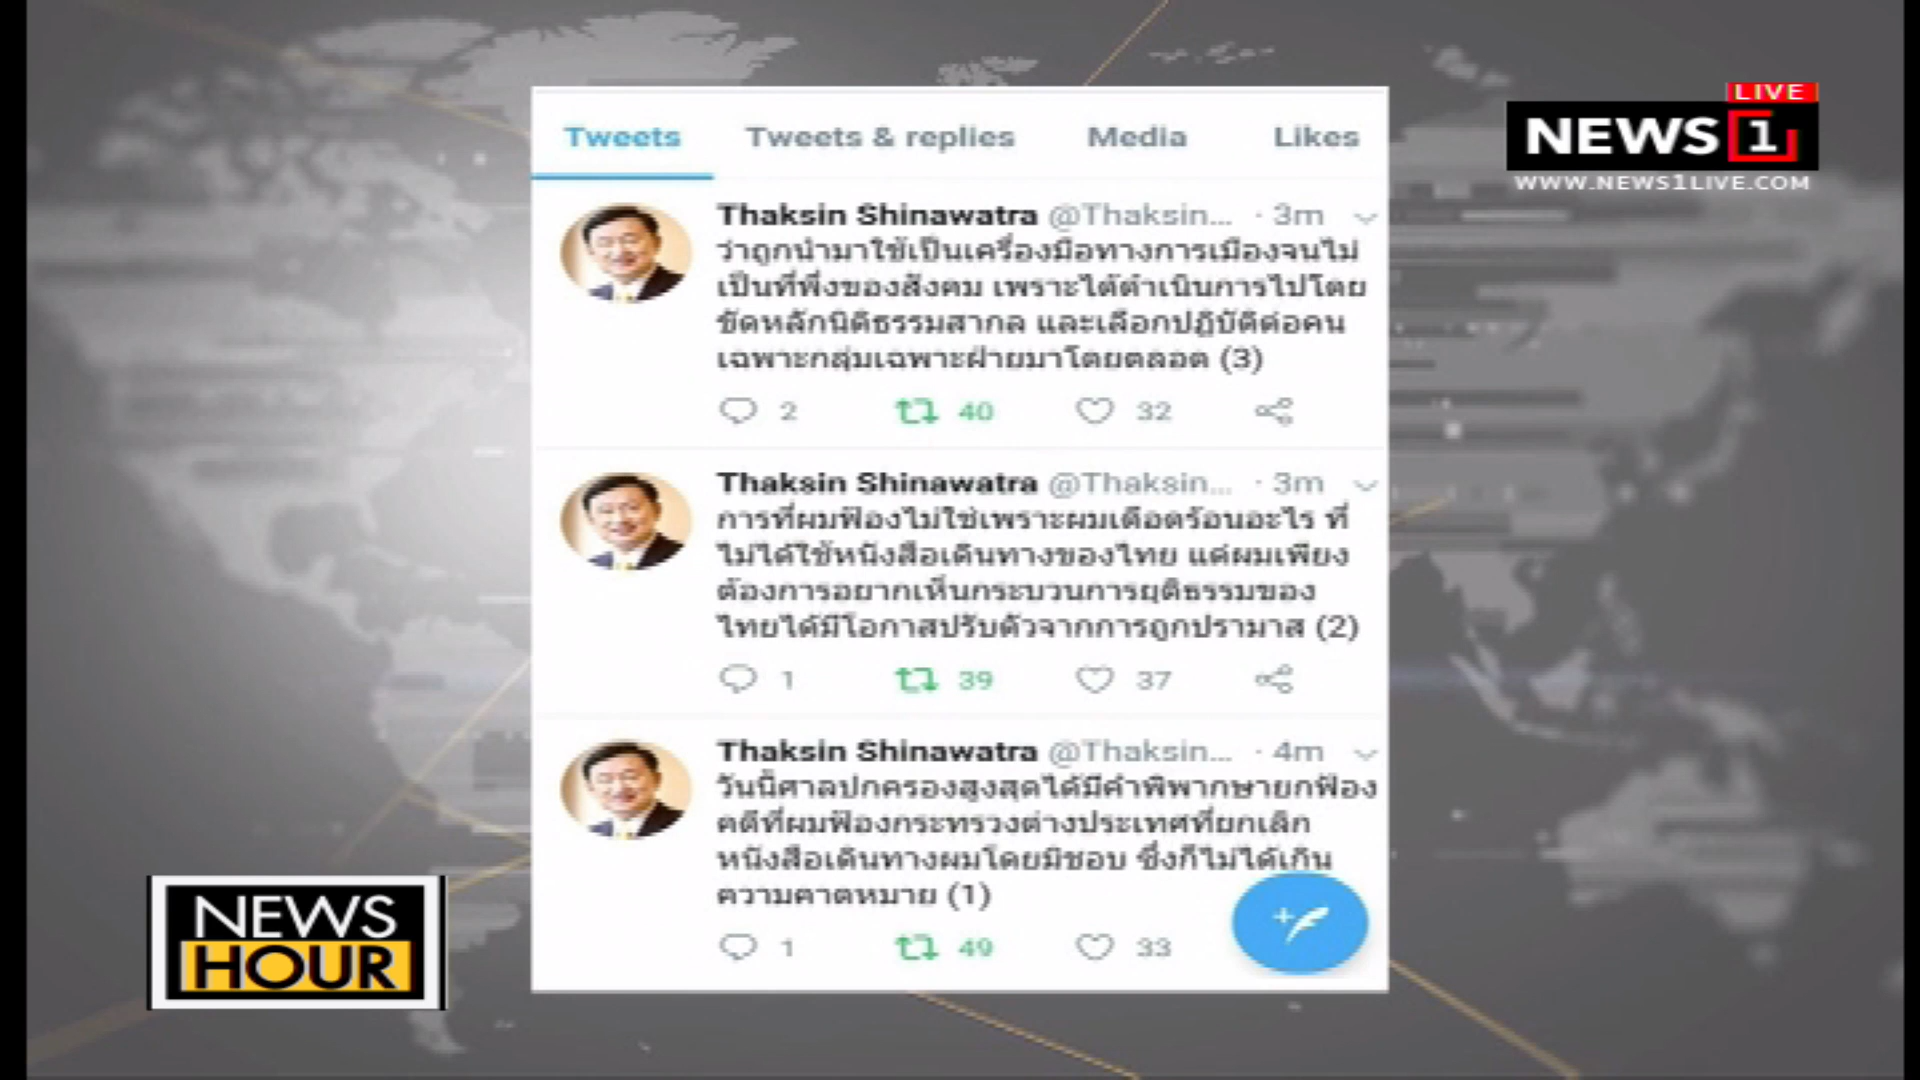 LIVE
NEWS 1
WWW.NEWS1LIVE.COM
Tweets Tweets & replies Media Likes
Thaksin Shinawatra @Thaksin... · 3m
ว่าถูกนำมาใช้เป็นเครื่องมือทางการเมืองจนไม่
เป็นที่พึ่งของสังคม เพราะได้ดำเนินการไปโดย
ขัดหลักนิติธรรมสากล และเลือกปฏิบัติต่อคน
เฉพาะกลุ่มเฉพาะฝ่ายมาโดยตลอด (3)
2 40 32
Thaksin Shinawatra @Thaksin... · 3m
การที่ผมฟ้องไม่ใช่เพราะผมเดือดร้อนอะไร ที่
ไม่ได้ใช้หนังสือเดินทางของไทย แต่ผมเพียง
ต้องการอยากเห็นกระบวนการยุติธรรมของ
ไทยได้มีโอกาสปรับตัวจากการถูกปรามาส (2)
1 39 37
Thaksin Shinawatra @Thaksin... · 4m
วันนี้ศาลปกครองสูงสุดได้มีคำพิพากษายกฟ้อง
คดีที่ผมฟ้องกระทรวงต่างประเทศที่ยกเลิก
หนังสือเดินทางผมโดยมิชอบ ซึ่งก็ไม่ได้เกิน
ความคาดหมาย (1)
1 49 33
NEWS
HOUR